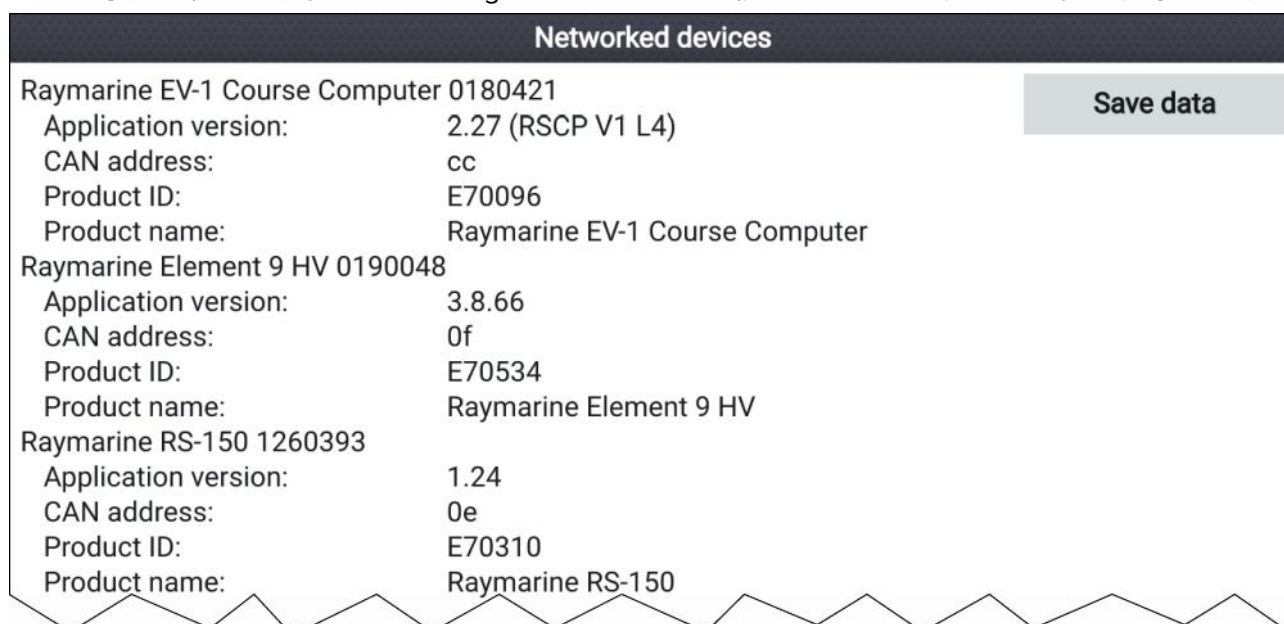 Networked devices
Raymarine EV-1 Course Computer 0180421
Save data
Application version: 2.27 (RSCP V1 L4)
CAN address: cc
Product ID: E70096
Product name: Raymarine EV-1 Course Computer
Raymarine Element 9 HV 0190048
Application version: 3.8.66
CAN address: 0f
Product ID: E70534
Product name: Raymarine Element 9 HV
Raymarine RS-150 1260393
Application version: 1.24
CAN address: 0e
Product ID: E70310
Product name: Raymarine RS-150